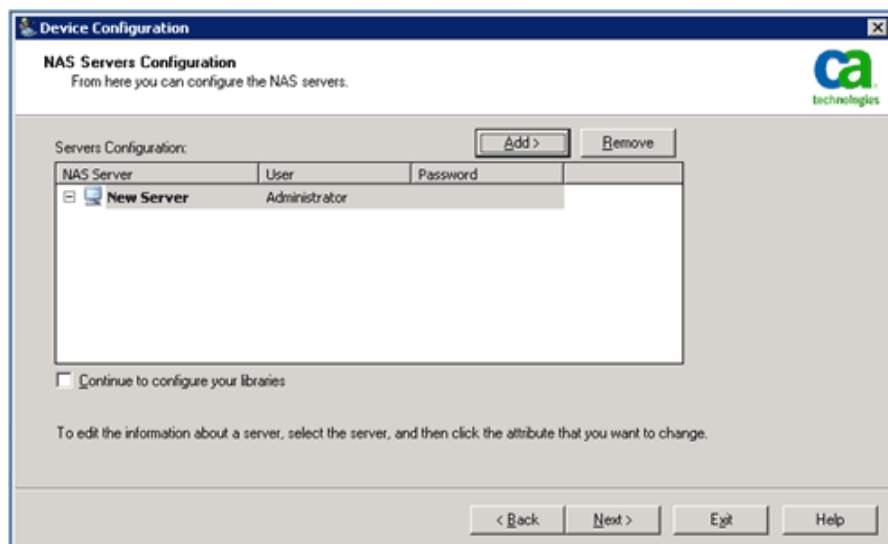 Device Configuration
NAS Servers Configuration
From here you can configure the NAS servers.
ca
technologies
Servers Configuration:
Add >
Remove
NAS Server User Password
New Server Administrator
Continue to configure your libraries
To edit the information about a server, select the server, and then click the attribute that you want to change.
< Back Next > Exit Help